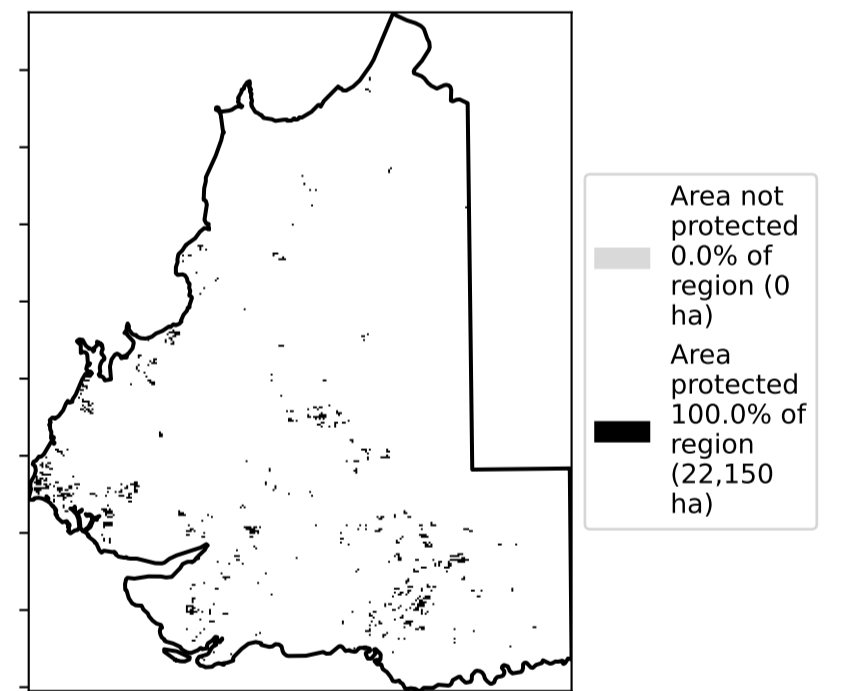 Area not
protected
0.0% of
region (0
ha)
Area
protected
100.0% of
region
(22,150
ha)